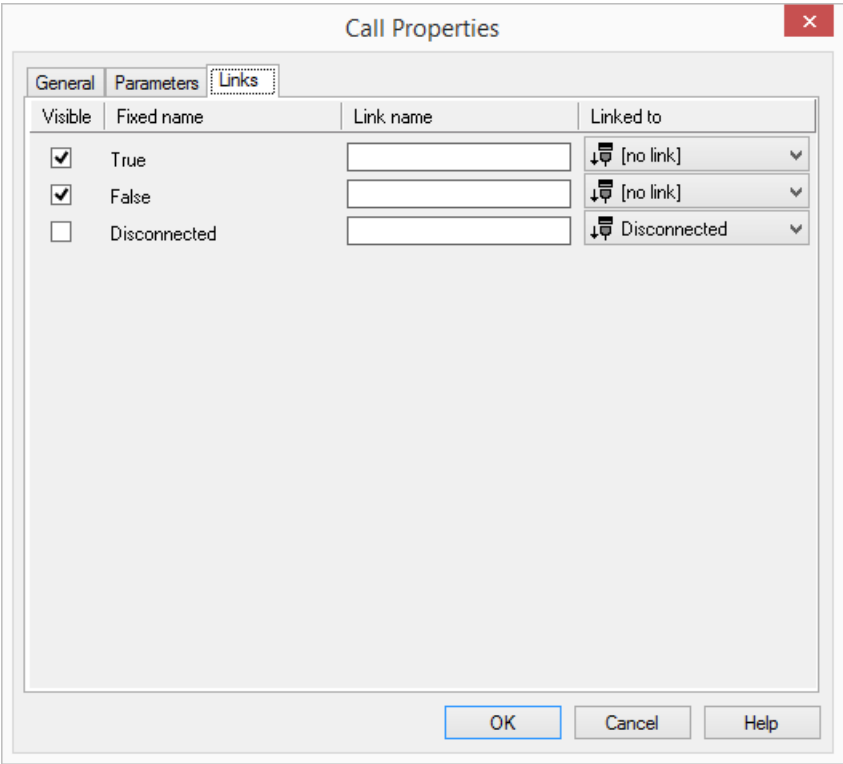 Call Properties
General Parameters Links
Visible Fixed name Link name Linked to
True [no link]
False [no link]
Disconnected Disconnected
OK Cancel Help